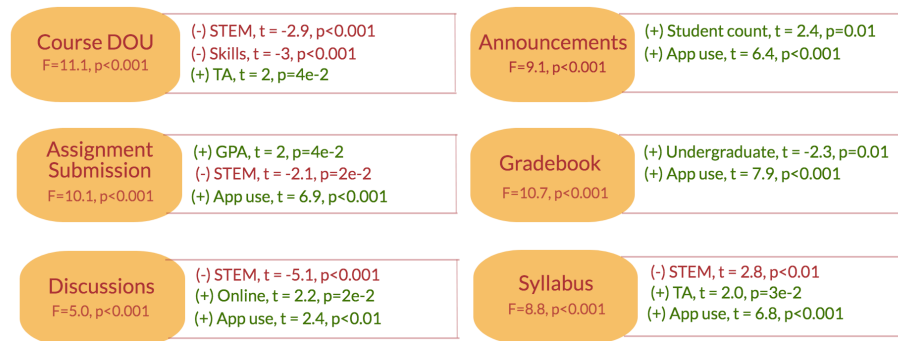 Course DOU
F=11.1, p<0.001
(-) STEM, t = -2.9, p<0.001
(-) Skills, t = -3, p<0.001
(+) TA, t = 2, p=4e-2
Announcements
F=9.1, p<0.001
(+) Student count, t = 2.4, p=0.01
(+) App use, t = 6.4, p<0.001
Assignment
Submission
F=10.1, p<0.001
(+) GPA, t = 2, p=4e-2
(-) STEM, t = -2.1, p=2e-2
(+) App use, t = 6.9, p<0.001
Gradebook
F=10.7, p<0.001
(+) Undergraduate, t = -2.3, p=0.01
(+) App use, t = 7.9, p<0.001
Discussions
F=5.0, p<0.001
(-) STEM, t = -5.1, p<0.001
(+) Online, t = 2.2, p=2e-2
(+) App use, t = 2.4, p<0.01
Syllabus
F=8.8, p<0.001
(-) STEM, t = 2.8, p<0.01
(+) TA, t = 2.0, p=3e-2
(+) App use, t = 6.8, p<0.001